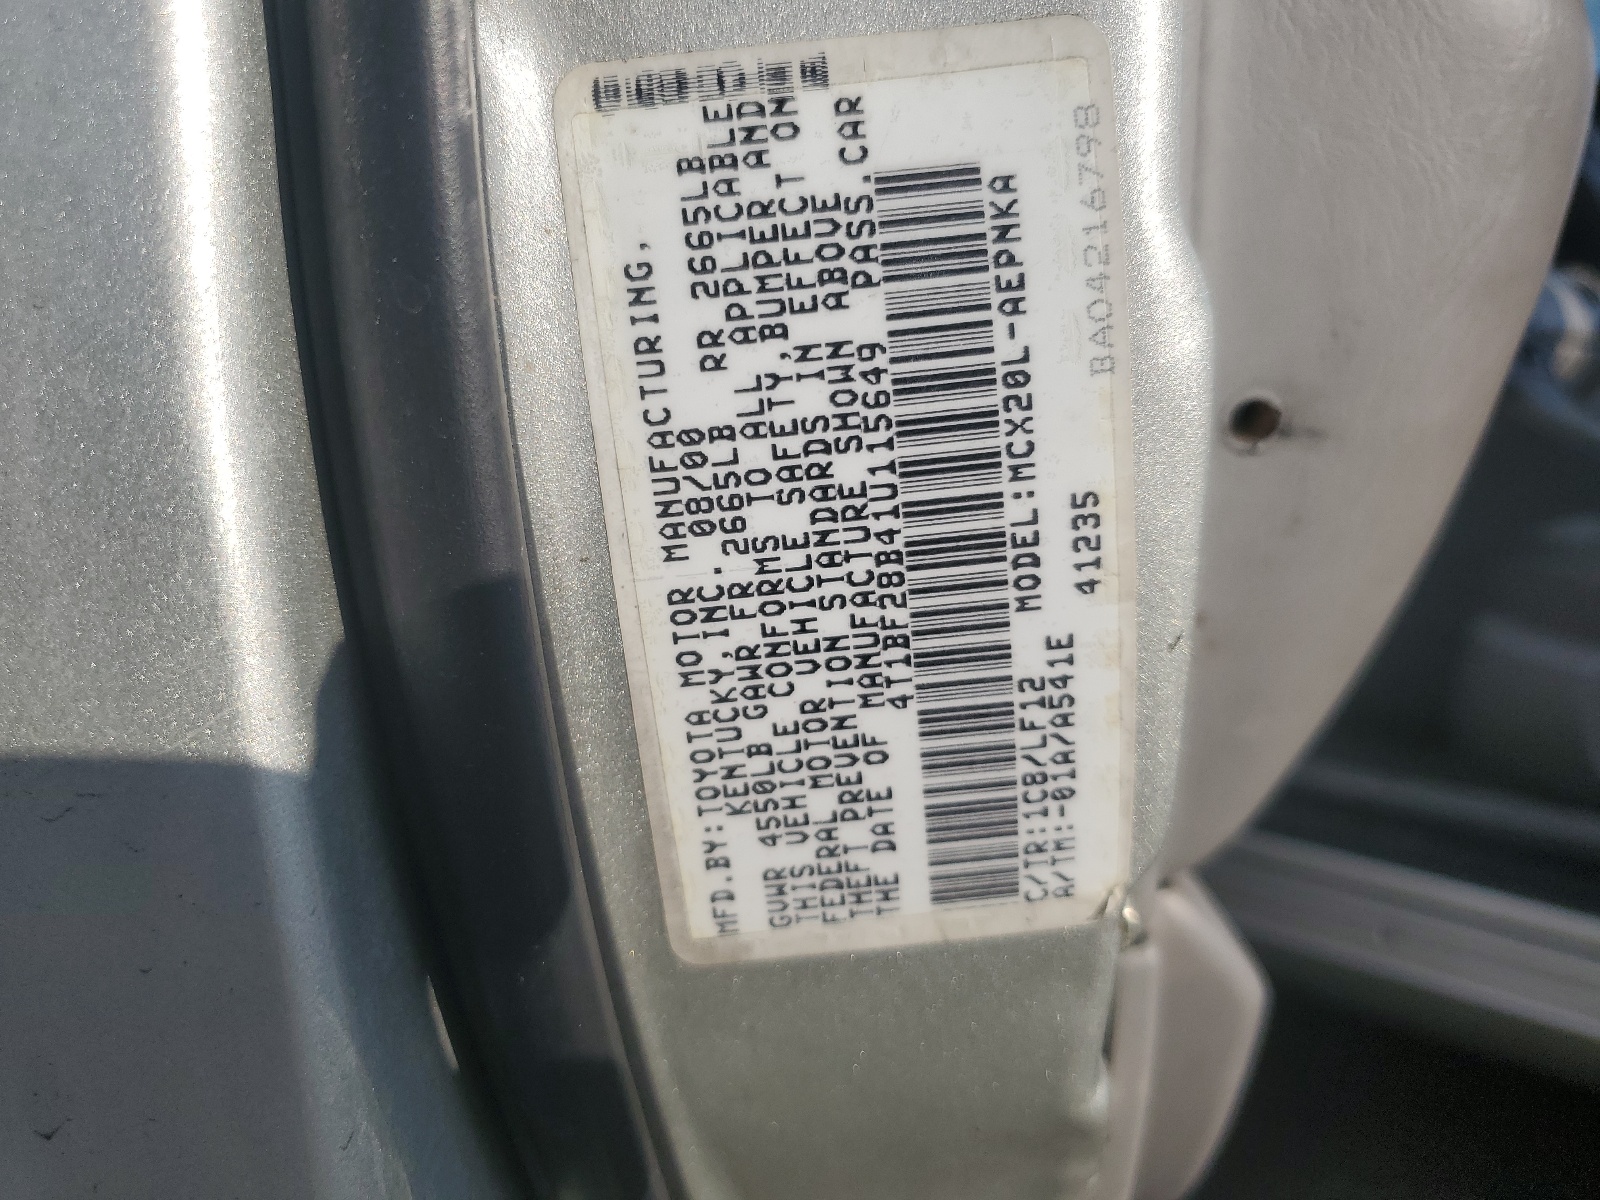 MFD.BY:TOYOTA MOTOR MANUFACTURING,
KENTUCKY,INC. 08/00
GVWR 4550LB GAWR FR 2665LB RR 2665LB
THIS VEHICLE CONFORMS TO ALL APPLICABLE
FEDERAL MOTOR VEHICLE SAFETY,BUMPER AND
THEFT PREVENTION STANDARDS IN EFFECT ON
THE DATE OF MANUFACTURE SHOWN ABOVE
4T1BF28B41U115649 PASS.CAR
MODEL:MCX20L-AEPNKA
C/TR:1C8/LF12
A/TM:-01A/A541E 41235
BA04216798